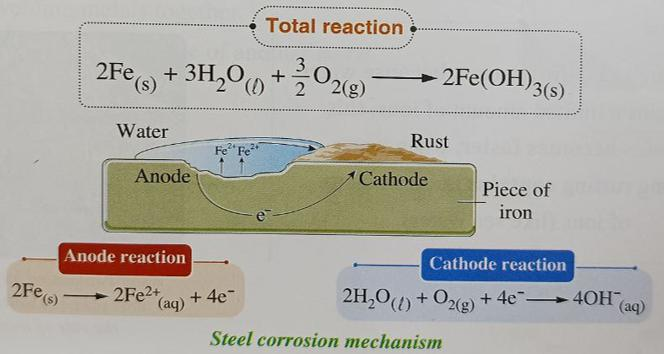 Total reaction
2Fe(s) + 3H₂O(l) + 3/2 O₂(g) ⟶ 2Fe(OH)₃(s)
Water
Fe²⁺ Fe²⁺
Rust
Anode
Cathode
e⁻
Piece of
iron
Anode reaction
2Fe(s) ⟶ 2Fe²⁺(aq) + 4e⁻
Cathode reaction
2H₂O(l) + O₂(g) + 4e⁻ ⟶ 4OH⁻(aq)
Steel corrosion mechanism